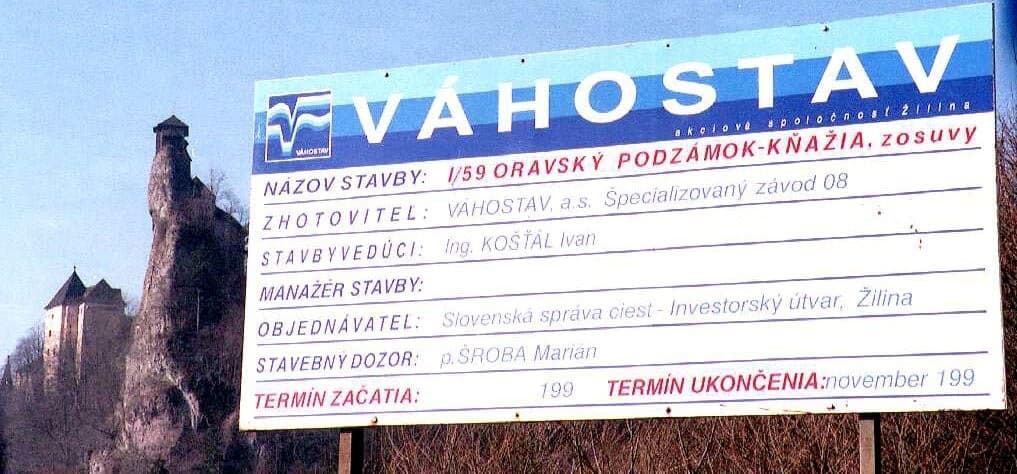 VÁHOSTAV
VÁHOSTAV
akciová spoločnosť Žilina
NÁZOV STAVBY: I/59 ORAVSKÝ PODZÁMOK-KŇAŽIA, zosuvy
ZHOTOVITEL: VÁHOSTAV, a.s. Špecializovaný závod 08
STAVBYVEDÚCI: Ing. KOŠŤÁL Ivan
MANAŽÉR STAVBY:
OBJEDNÁVATEL: Slovenská správa ciest - Investorský útvar, Žilina
STAVEBNÝ DOZOR: p.ŠROBA Marián
TERMÍN ZAČATIA: 199 TERMÍN UKONČENIA:november 199